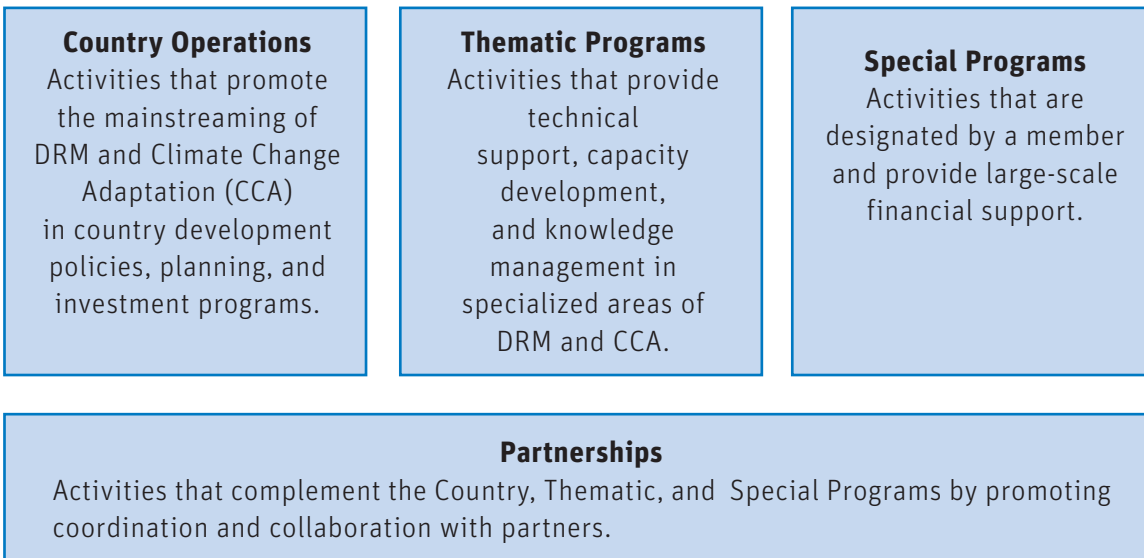 Country Operations
Activities that promote
the mainstreaming of
DRM and Climate Change
Adaptation (CCA)
in country development
policies, planning, and
investment programs.
Thematic Programs
Activities that provide
technical
support, capacity
development,
and knowledge
management in
specialized areas of
DRM and CCA.
Special Programs
Activities that are
designated by a member
and provide large-scale
financial support.
Partnerships
Activities that complement the Country, Thematic, and Special Programs by promoting
coordination and collaboration with partners.